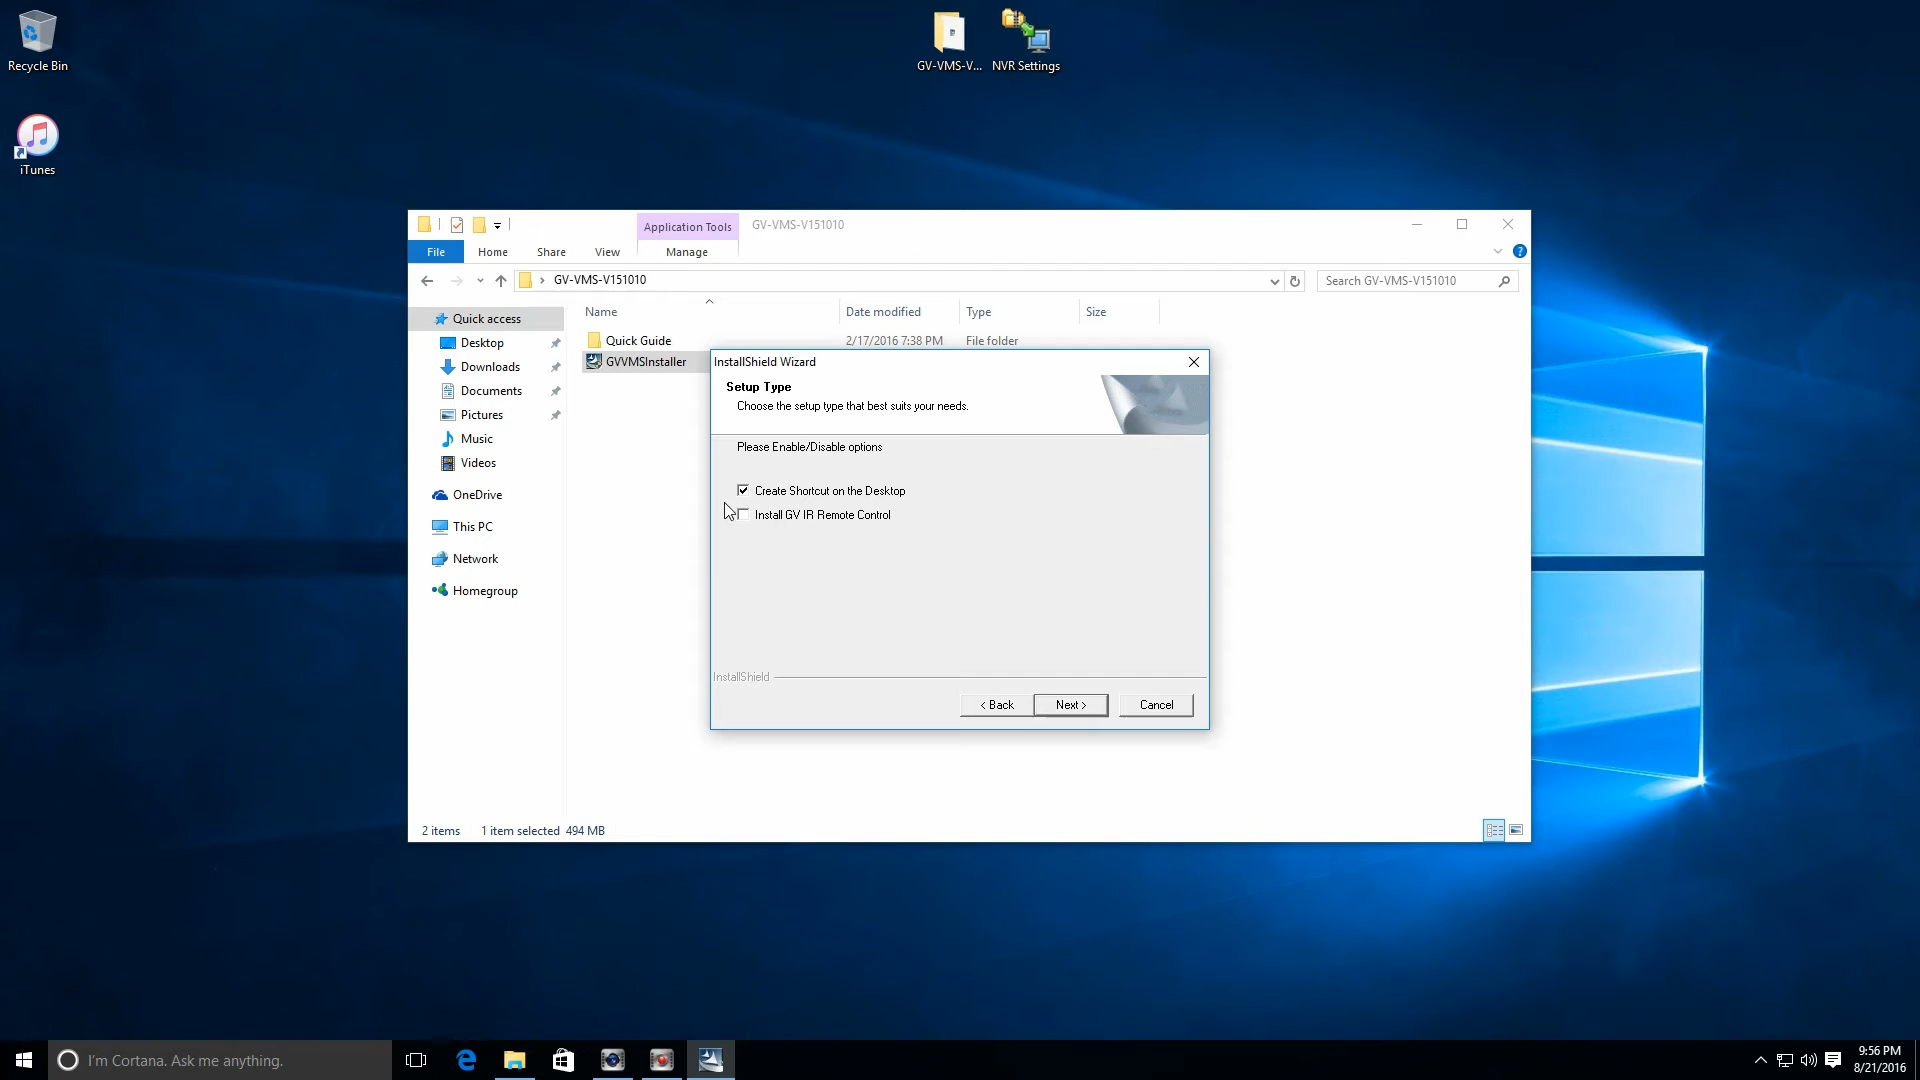 Recycle Bin
iTunes
GV-VMS-V...
NVR Settings
Application Tools
GV-VMS-V151010
File
Home
Share
View
Manage
GV-VMS-V151010
Search GV-VMS-V151010
Quick access
Desktop
Downloads
Documents
Pictures
Music
Videos
OneDrive
This PC
Network
Homegroup
Name
Date modified
Type
Size
Quick Guide
2/17/2016 7:38 PM
File folder
GVVMSInstaller
InstallShield Wizard
Setup Type
Choose the setup type that best suits your needs.
Please Enable/Disable options
Create Shortcut on the Desktop
Install GV IR Remote Control
InstallShield
< Back
Next >
Cancel
2 items
1 item selected 494 MB
I'm Cortana. Ask me anything.
9:56 PM
8/21/2016